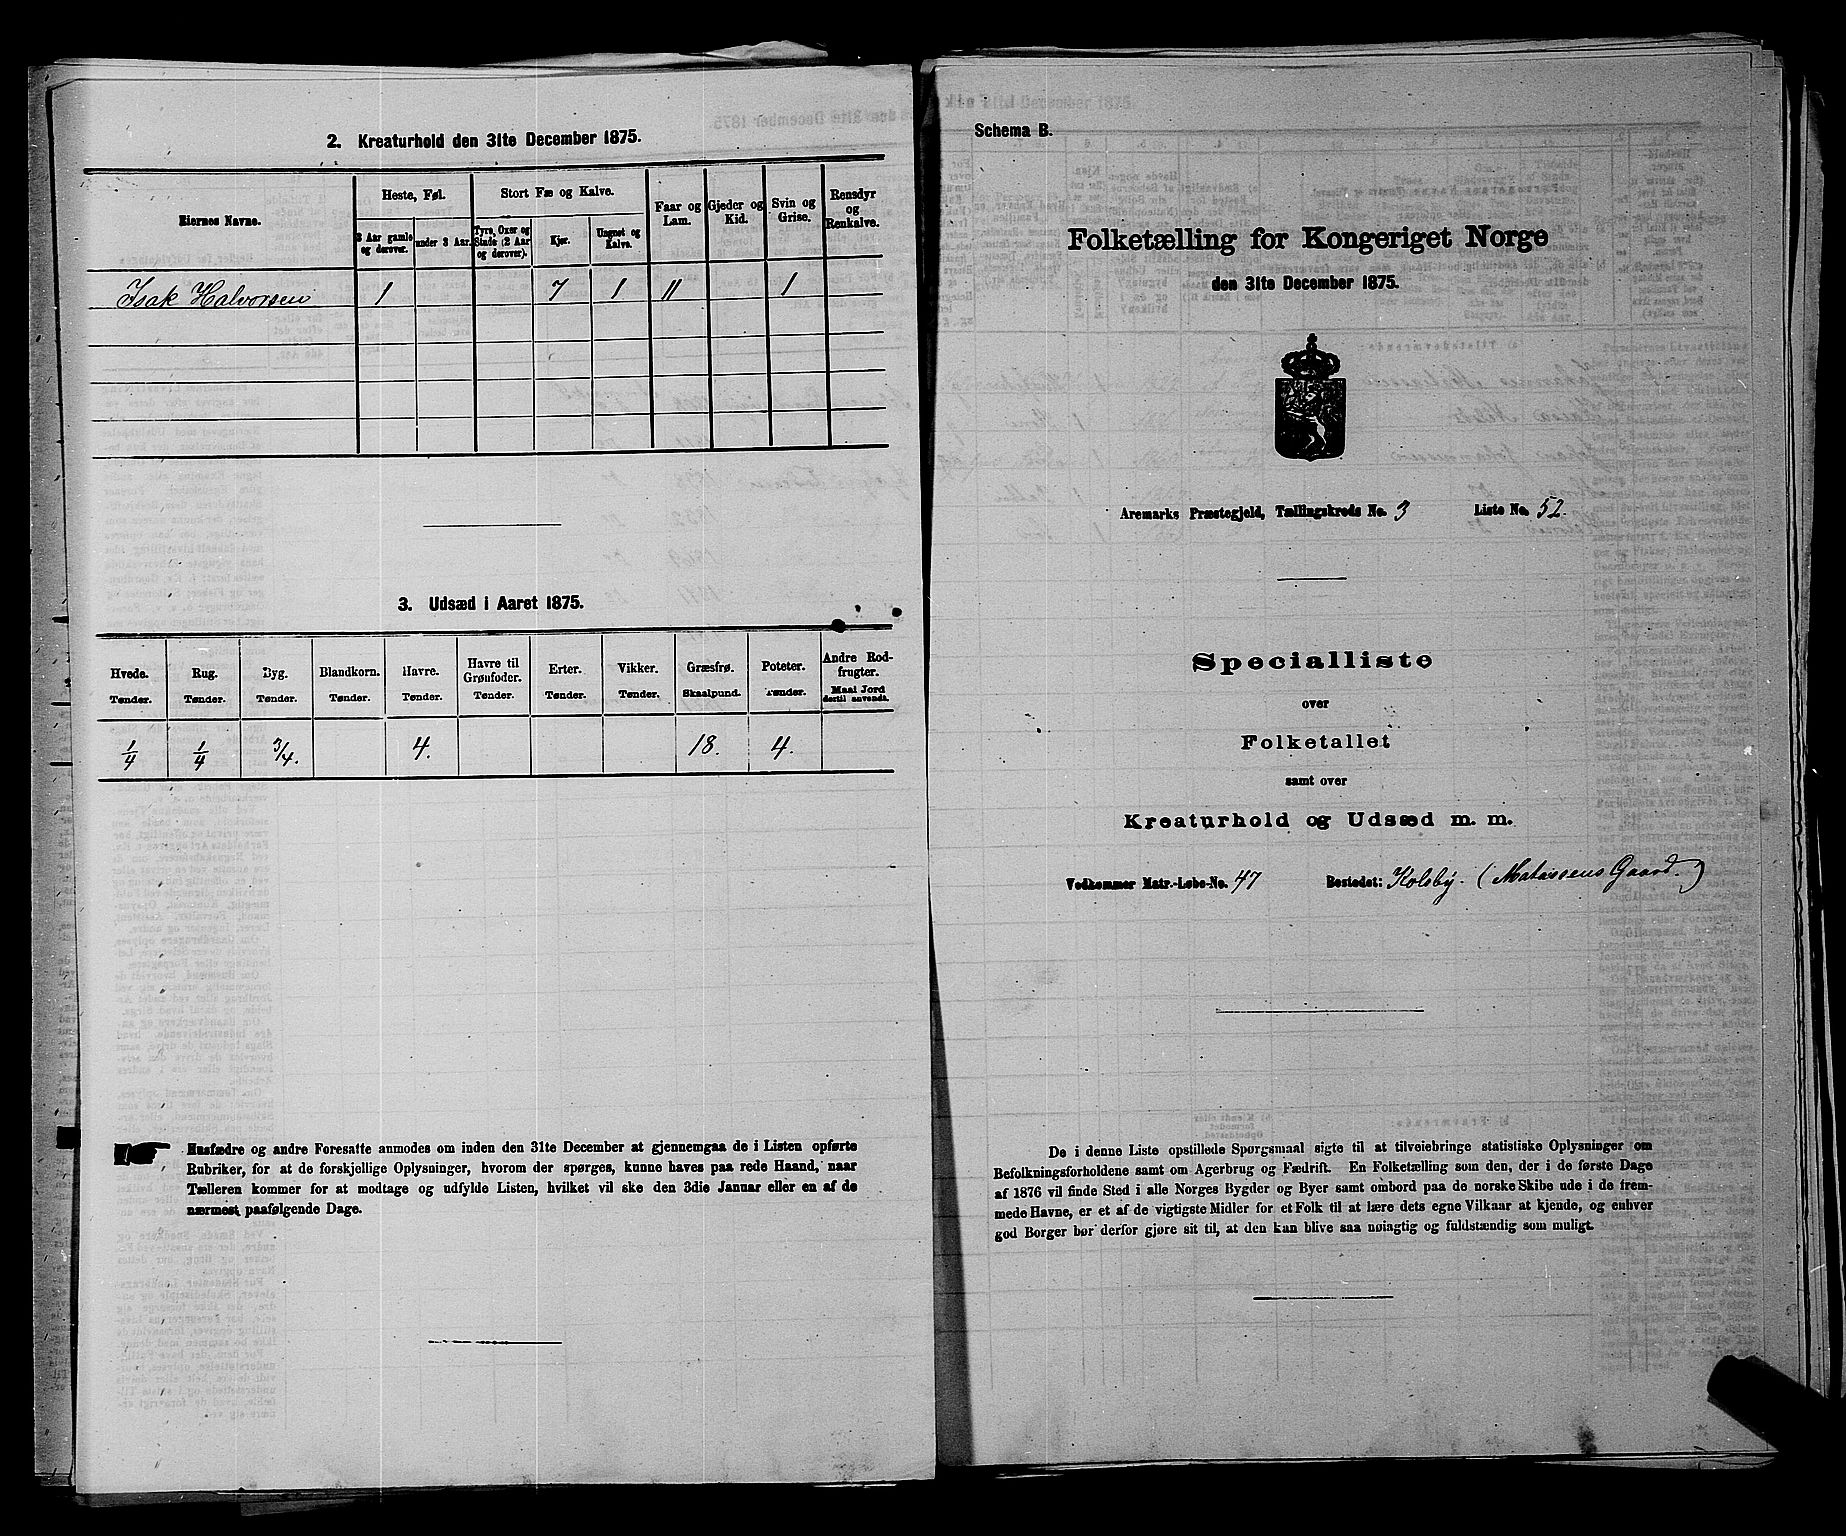 2. Kreaturhold den 31te December 1875.
Eiernes Navne.
Heste, Føl.
3 Aar gamle og derover.
under 3 Aar.
Stort Fæ og Kalve.
Tyre, Oxer og Stude (2 Aar og derover).
Kjør.
Ungnet og Kalve.
Faar og Lam.
Gjeder og Kid.
Svin og Grise.
Rensdyr og Renkalve.
Isak Halvorsen 1 7 1 11 1
3. Udsæd i Aaret 1875.
Hvede. Rug. Byg. Blandkorn. Havre. Havre til Grønfoder. Erter. Vikker. Græsfrø. Poteter. Andre Rodfrugter.
Tønder. Tønder. Tønder. Tønder. Tønder. Tønder. Tønder. Tønder. Skaalpund. Tønder. Maal Jord dertil anvendt.
1/4 1/4 3/4. 4. 18. 4.
Husfædre og andre Foresatte anmodes om inden den 31te December at gjennemgaa de i Listen opførte
Rubriker, for at de forskjellige Oplysninger, hvorom der spørges, kunne haves paa rede Haand, naar
Tælleren kommer for at modtage og udfylde Listen, hvilket vil ske den 3die Januar eller en af de
nærmest paafølgende Dage.
Schema B.
Folketælling for Kongeriget Norge
den 31te December 1875.
Aremarks Præstegjeld, Tællingskreds No. 3 Liste No. 52.
Specialliste
over
Folketallet
samt over
Kreaturhold og Udsæd m. m.
Vedkommer Matr.-Løbe-No. 47 Bostedet: Kolsby. (Matissens Gaard.)
De i denne Liste opstillede Spørgsmaal sigte til at tilveiebringe statistiske Oplysninger om
Befolkningsforholdene samt om Agerbrug og Fædrift. En Folketælling som den, der i de første Dage
af 1876 vil finde Sted i alle Norges Bygder og Byer samt ombord paa de norske Skibe ude i de frem-
mede Havne, er et af de vigtigste Midler for et Folk til at lære dets egne Vilkaar at kjende, og enhver
god Borger bør derfor gjøre sit til, at den kan blive saa nøiagtig og fuldstændig som muligt.